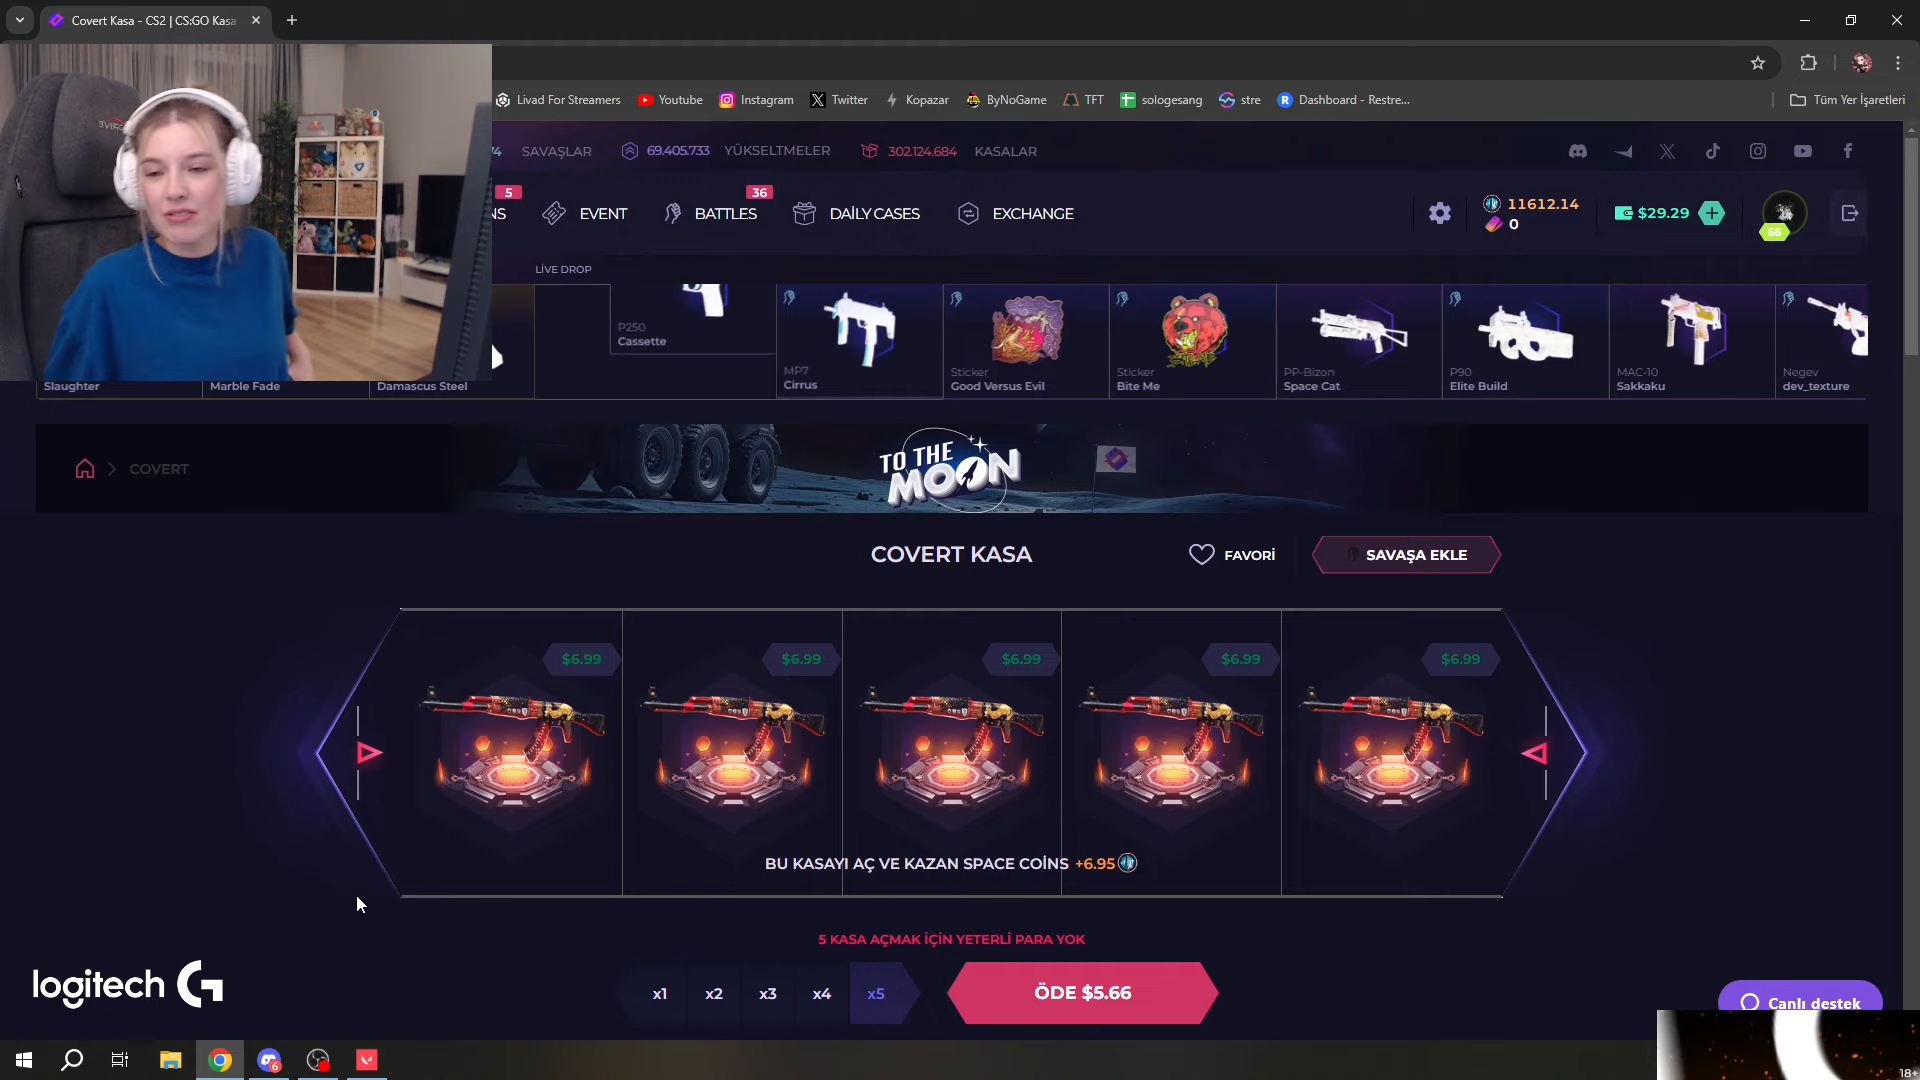 Covert Kasa - CS2 | CS:GO Kasa
Livad For Streamers
Youtube
Instagram
Twitter
Kopazar
ByNoGame
TFT
sologesang
stre
Dashboard - Restre...
Tüm Yer İşaretleri
SAVAŞLAR
69.405.733
YÜKSELTMELER
302.124.684
KASALAR
5
EVENT
36
BATTLES
DAİLY CASES
EXCHANGE
11612.14
0
$29.29
66
LİVE DROP
Slaughter
Marble Fade
Damascus Steel
P250
Cassette
MP7
Cirrus
Sticker
Good Versus Evil
Sticker
Bite Me
PP-Bizon
Space Cat
P90
Elite Build
MAC-10
Sakkaku
Negev
dev_texture
COVERT
TO THE
MOON
COVERT KASA
FAVORİ
SAVAŞA EKLE
$6.99
$6.99
$6.99
$6.99
$6.99
BU KASAYI AÇ VE KAZAN SPACE COİNS +6.95
5 KASA AÇMAK İÇİN YETERLİ PARA YOK
x1
x2
x3
x4
x5
ÖDE $5.66
logitech G
Canlı destek
6
18+